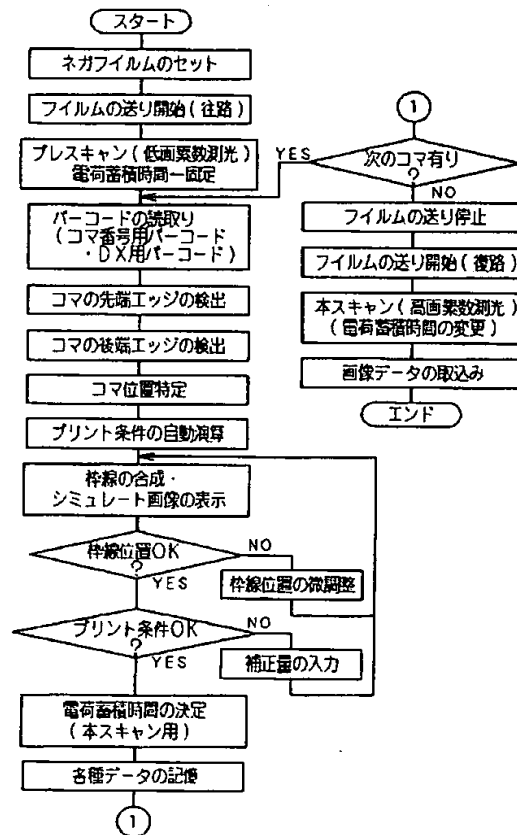 スタート
ネガフイルムのセット
フイルムの送り開始(往路)
プレスキャン(低画素数測光)
電荷蓄積時間一固定
バーコードの読取り
(コマ番号用バーコード
・DX用バーコード)
コマの先端エッジの検出
コマの後端エッジの検出
コマ位置特定
プリント条件の自動演算
枠線の合成・
シミュレート画像の表示
枠線位置OK
?
NO
YES
枠線位置の微調整
プリント条件OK
?
NO
YES
補正量の入力
電荷蓄積時間の決定
(本スキャン用)
各種データの記憶
1
1
次のコマ有り
?
YES
NO
フイルムの送り停止
フイルムの送り開始(復路)
本スキャン(高画素数測光)
(電荷蓄積時間の変更)
画像データの取込み
エンド